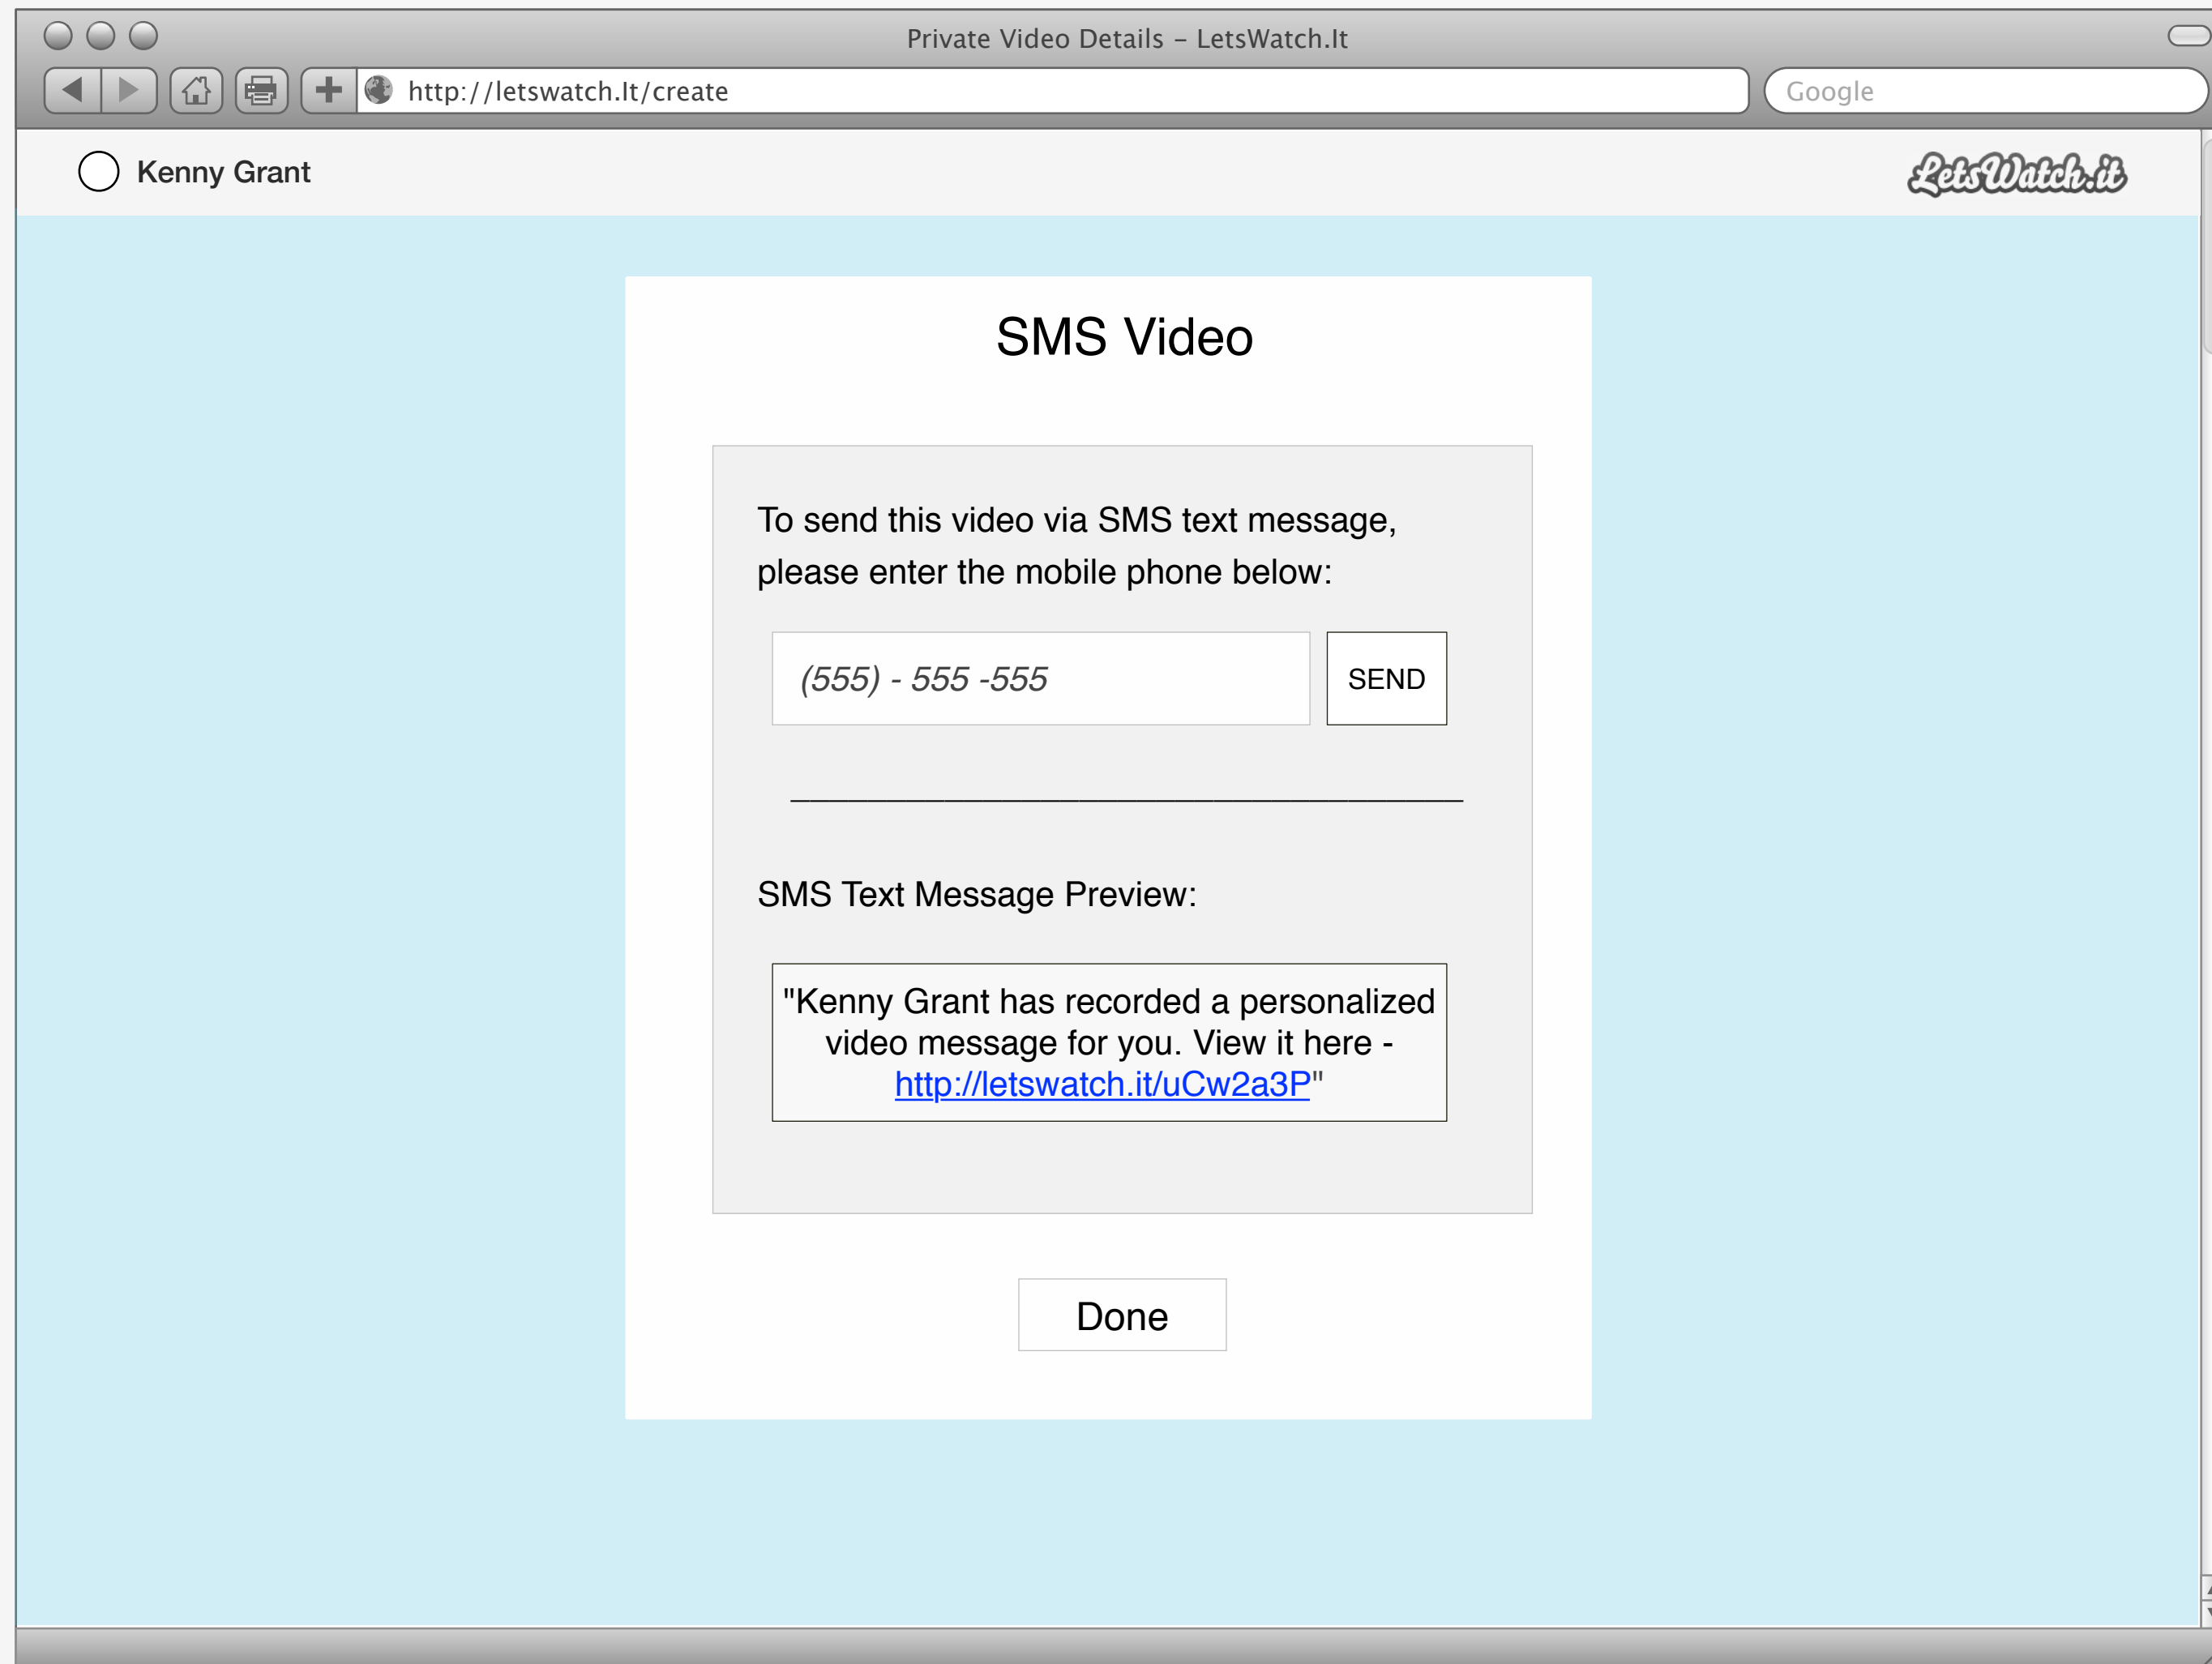 Private Video Details – LetsWatch.It
http://letswatch.It/create
Google
Kenny Grant
LetsWatch.it
SMS Video
To send this video via SMS text message,
please enter the mobile phone below:
(555) - 555 -555
SEND
SMS Text Message Preview:
"Kenny Grant has recorded a personalized
video message for you. View it here -
http://letswatch.it/uCw2a3P"
Done